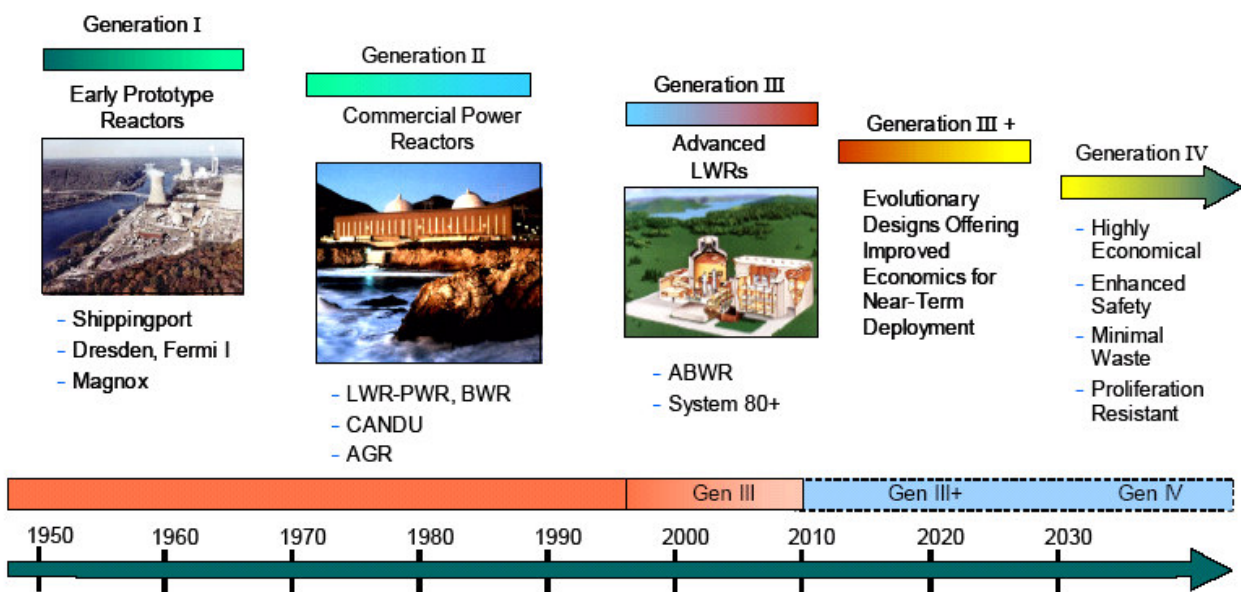 Generation I
Early Prototype
Reactors
- Shippingport
- Dresden, Fermi I
- Magnox
Generation II
Commercial Power
Reactors
- LWR-PWR, BWR
- CANDU
- AGR
Generation III
Advanced
LWRs
- ABWR
- System 80+
Generation III +
Evolutionary
Designs Offering
Improved
Economics for
Near-Term
Deployment
Generation IV
- Highly
Economical
- Enhanced
Safety
- Minimal
Waste
- Proliferation
Resistant
Gen III
Gen III+
Gen IV
1950
1960
1970
1980
1990
2000
2010
2020
2030